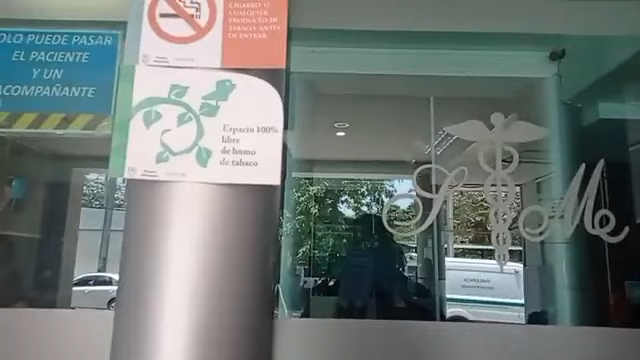 OLO PUEDE PASAR
EL PACIENTE
Y UN
ACOMPAÑANTE
CIGARRO O
CUALQUIER
PRODUCTO DE
TABACO ANTES
DE ENTRAR
Espacio 100%
libre
de humo
de tabaco
S Me